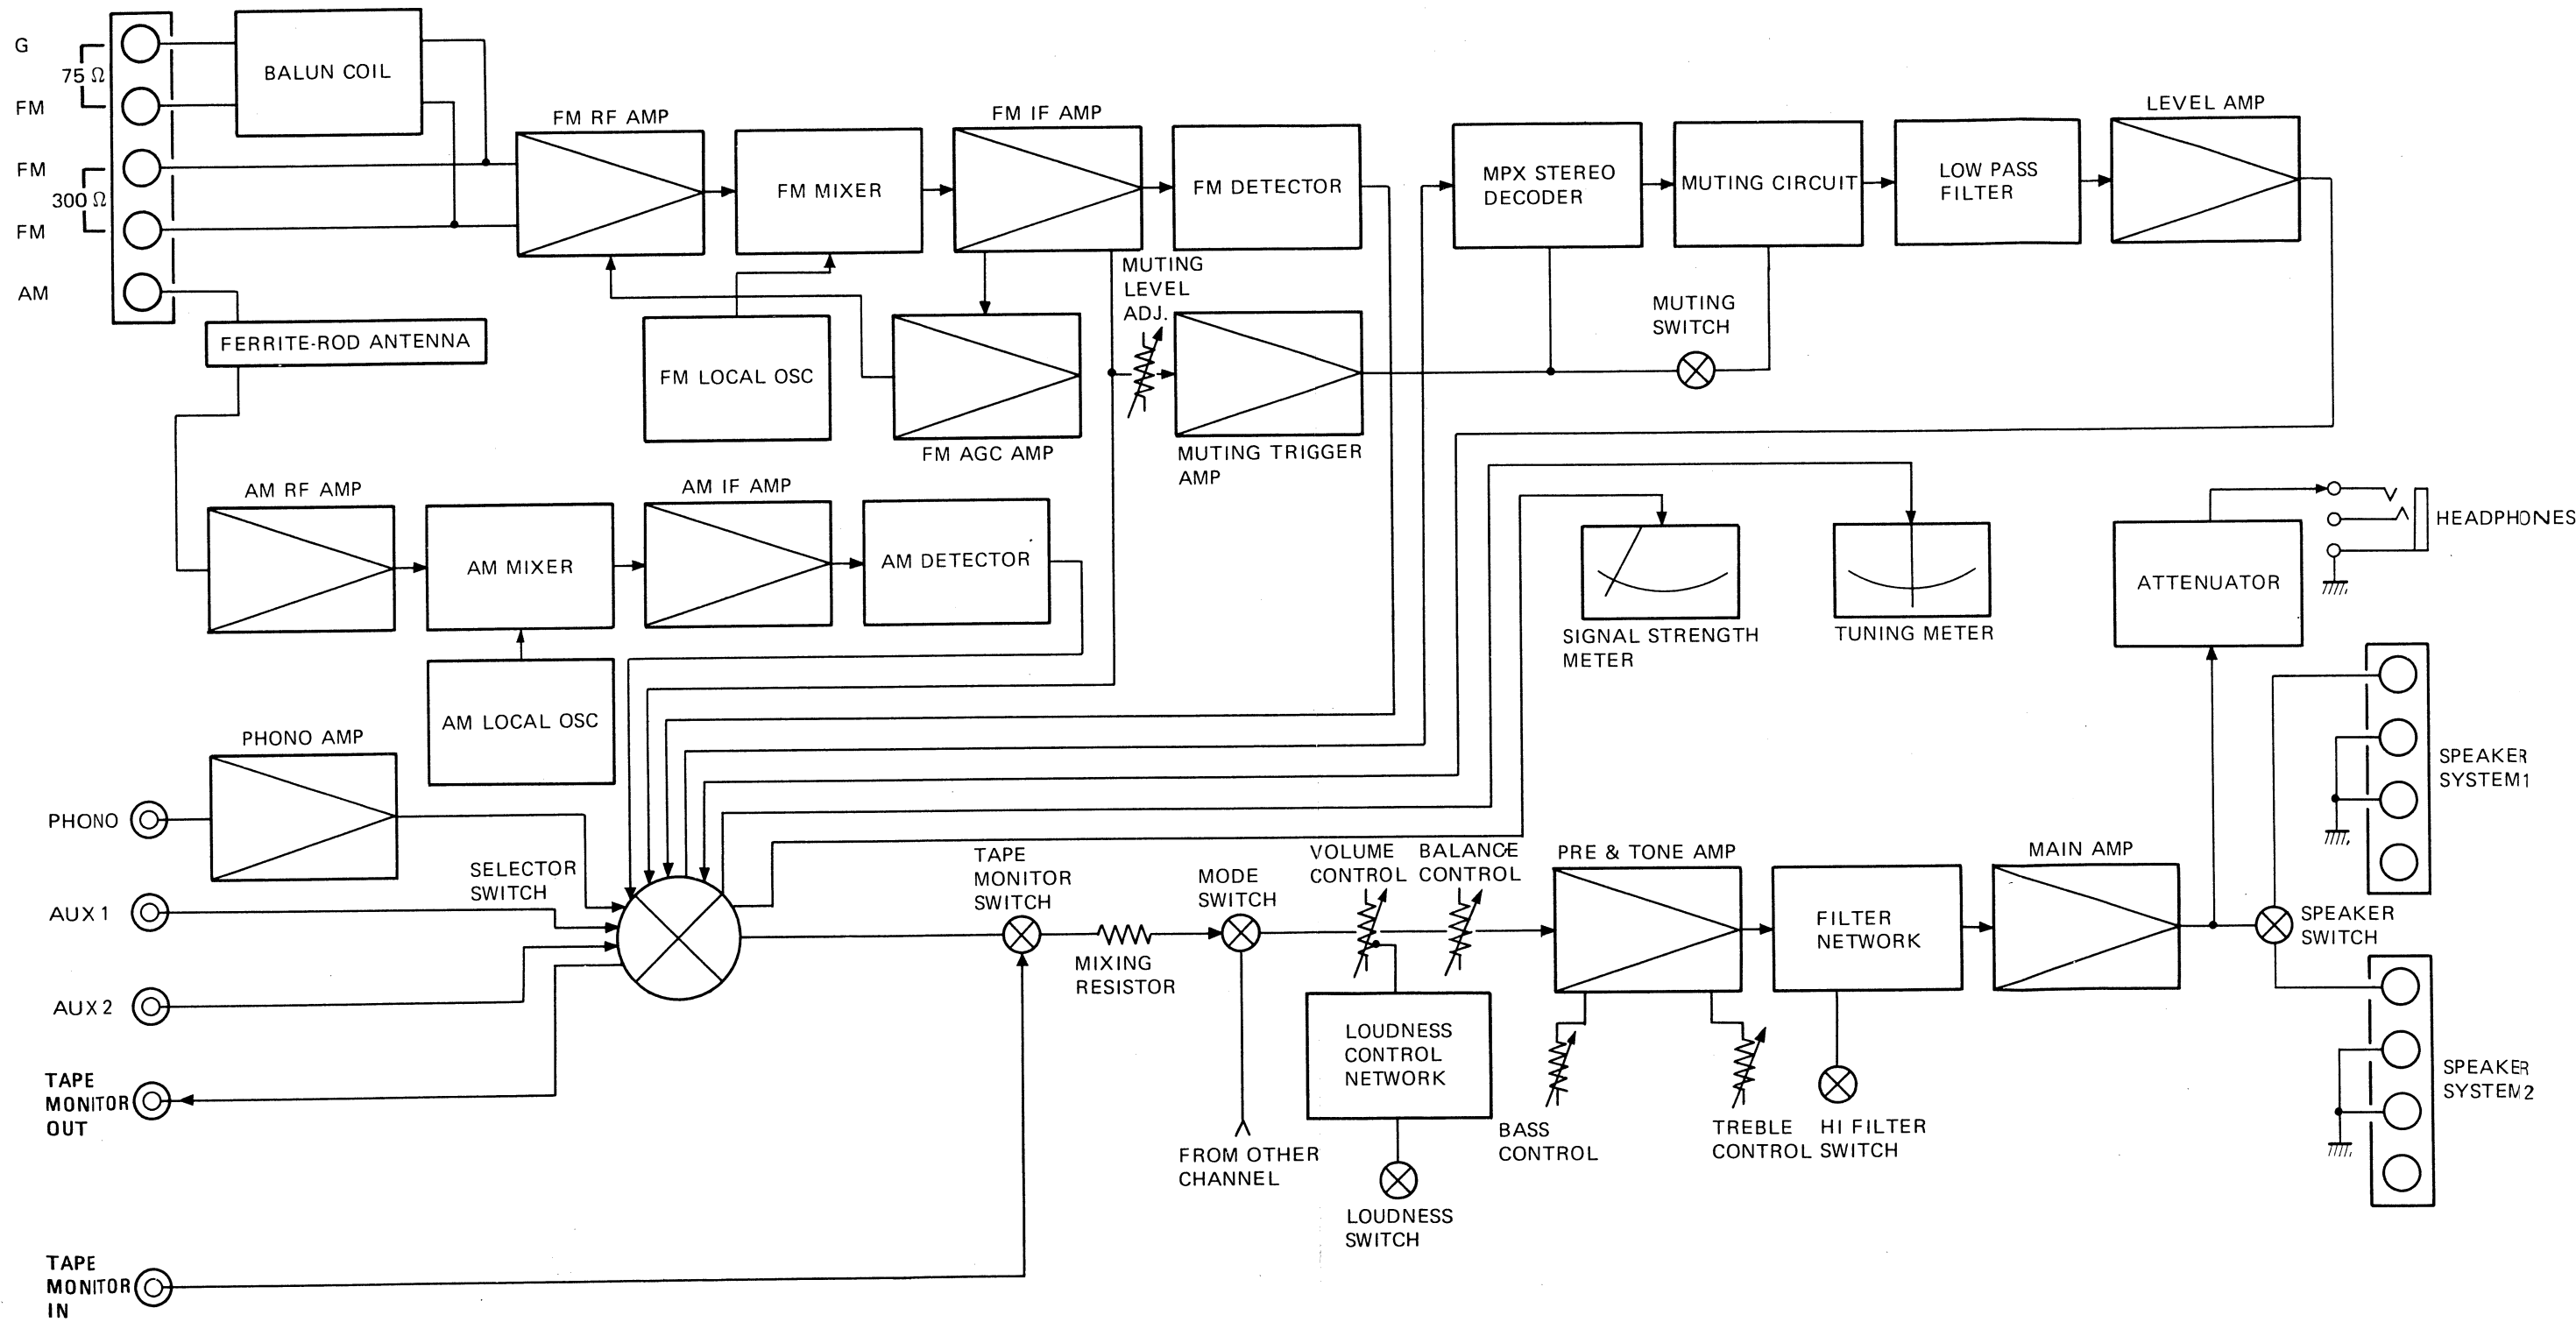 G
75 Ω
FM
FM
300 Ω
FM
AM
BALUN COIL
FERRITE-ROD ANTENNA
FM RF AMP
FM MIXER
FM IF AMP
FM DETECTOR
MPX STEREO
DECODER
MUTING CIRCUIT
LOW PASS
FILTER
LEVEL AMP
FM LOCAL OSC
FM AGC AMP
MUTING
LEVEL
ADJ.
MUTING TRIGGER
AMP
MUTING
SWITCH
AM RF AMP
AM MIXER
AM IF AMP
AM DETECTOR
AM LOCAL OSC
SIGNAL STRENGTH
METER
TUNING METER
ATTENUATOR
HEADPHONES
PHONO AMP
PHONO
AUX 1
AUX 2
TAPE
MONITOR
OUT
TAPE
MONITOR
IN
SELECTOR
SWITCH
TAPE
MONITOR
SWITCH
MIXING
RESISTOR
MODE
SWITCH
FROM OTHER
CHANNEL
VOLUME
CONTROL
BALANCE
CONTROL
LOUDNESS
CONTROL
NETWORK
LOUDNESS
SWITCH
PRE & TONE AMP
BASS
CONTROL
TREBLE
CONTROL
FILTER
NETWORK
HI FILTER
SWITCH
MAIN AMP
SPEAKER
SWITCH
SPEAKER
SYSTEM1
SPEAKER
SYSTEM2